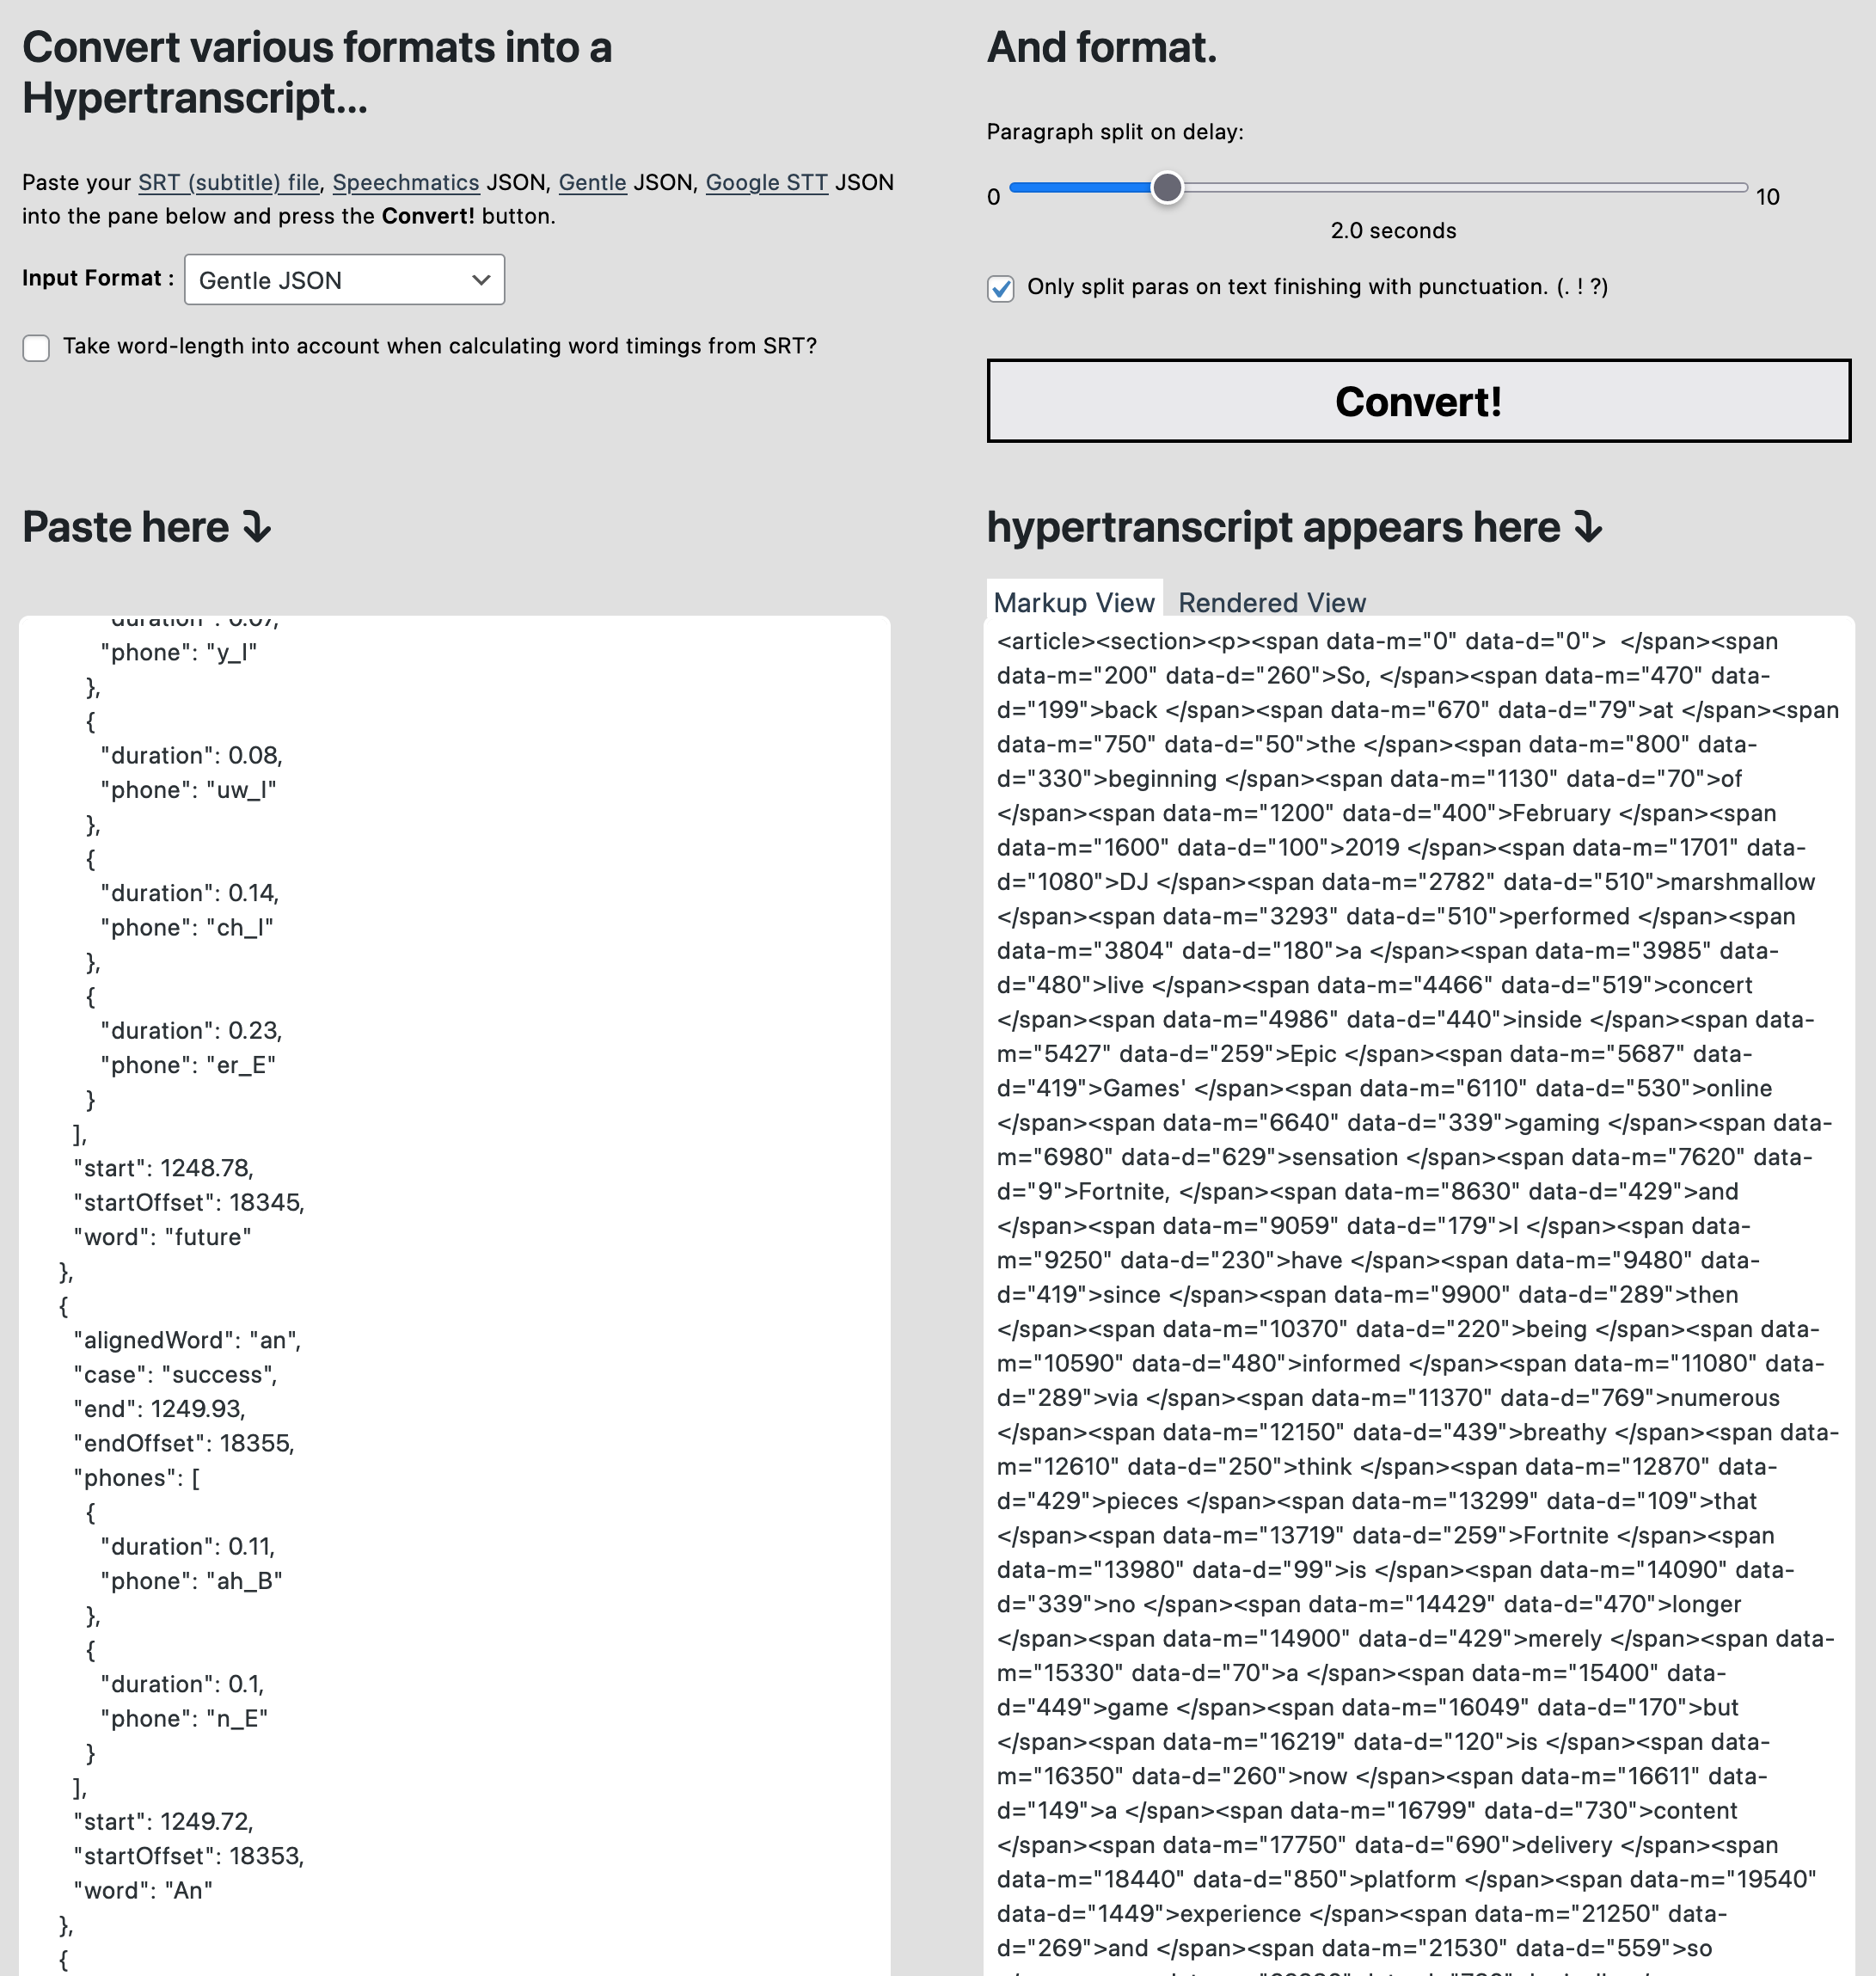 Convert various formats into a
Hypertranscript...
Paste your SRT (subtitle) file, Speechmatics JSON, Gentle JSON, Google STT JSON
into the pane below and press the Convert! button.
Input Format : Gentle JSON
Take word-length into account when calculating word timings from SRT?
And format.
Paragraph split on delay:
0 10
2.0 seconds
Only split paras on text finishing with punctuation. (. ! ?)
Convert!
Paste here ⤵
"duration": 0.07,
"phone": "y_I"
},
{
"duration": 0.08,
"phone": "uw_I"
},
{
"duration": 0.14,
"phone": "ch_I"
},
{
"duration": 0.23,
"phone": "er_E"
}
],
"start": 1248.78,
"startOffset": 18345,
"word": "future"
},
{
"alignedWord": "an",
"case": "success",
"end": 1249.93,
"endOffset": 18355,
"phones": [
{
"duration": 0.11,
"phone": "ah_B"
},
{
"duration": 0.1,
"phone": "n_E"
}
],
"start": 1249.72,
"startOffset": 18353,
"word": "An"
},
{
hypertranscript appears here ⤵
Markup View Rendered View
<article><section><p><span data-m="0" data-d="0">  </span><span
data-m="200" data-d="260">So, </span><span data-m="470" data-
d="199">back </span><span data-m="670" data-d="79">at </span><span
data-m="750" data-d="50">the </span><span data-m="800" data-
d="330">beginning </span><span data-m="1130" data-d="70">of
</span><span data-m="1200" data-d="400">February </span><span
data-m="1600" data-d="100">2019 </span><span data-m="1701" data-
d="1080">DJ </span><span data-m="2782" data-d="510">marshmallow
</span><span data-m="3293" data-d="510">performed </span><span
data-m="3804" data-d="180">a </span><span data-m="3985" data-
d="480">live </span><span data-m="4466" data-d="519">concert
</span><span data-m="4986" data-d="440">inside </span><span data-
m="5427" data-d="259">Epic </span><span data-m="5687" data-
d="419">Games' </span><span data-m="6110" data-d="530">online
</span><span data-m="6640" data-d="339">gaming </span><span data-
m="6980" data-d="629">sensation </span><span data-m="7620" data-
d="9">Fortnite, </span><span data-m="8630" data-d="429">and
</span><span data-m="9059" data-d="179">I </span><span data-
m="9250" data-d="230">have </span><span data-m="9480" data-
d="419">since </span><span data-m="9900" data-d="289">then
</span><span data-m="10370" data-d="220">being </span><span data-
m="10590" data-d="480">informed </span><span data-m="11080" data-
d="289">via </span><span data-m="11370" data-d="769">numerous
</span><span data-m="12150" data-d="439">breathy </span><span data-
m="12610" data-d="250">think </span><span data-m="12870" data-
d="429">pieces </span><span data-m="13299" data-d="109">that
</span><span data-m="13719" data-d="259">Fortnite </span><span
data-m="13980" data-d="99">is </span><span data-m="14090" data-
d="339">no </span><span data-m="14429" data-d="470">longer
</span><span data-m="14900" data-d="429">merely </span><span data-
m="15330" data-d="70">a </span><span data-m="15400" data-
d="449">game </span><span data-m="16049" data-d="170">but
</span><span data-m="16219" data-d="120">is </span><span data-
m="16350" data-d="260">now </span><span data-m="16611" data-
d="149">a </span><span data-m="16799" data-d="730">content
</span><span data-m="17750" data-d="690">delivery </span><span
data-m="18440" data-d="850">platform </span><span data-m="19540"
data-d="1449">experience </span><span data-m="21250" data-
d="269">and </span><span data-m="21530" data-d="559">so